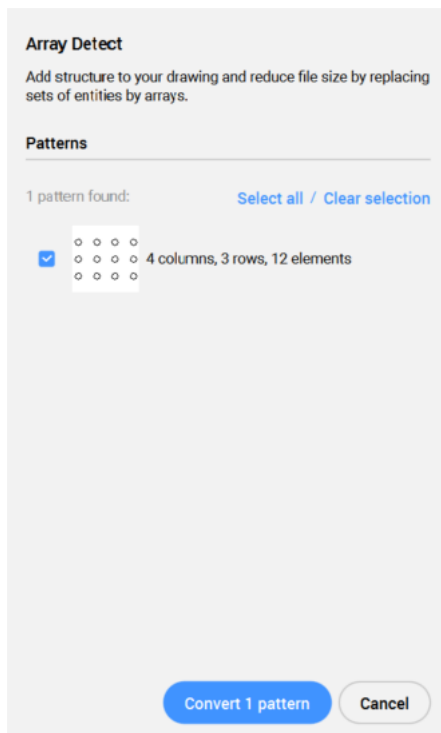 Array Detect
Add structure to your drawing and reduce file size by replacing
sets of entities by arrays.
Patterns
1 pattern found: Select all / Clear selection
4 columns, 3 rows, 12 elements
Convert 1 pattern Cancel